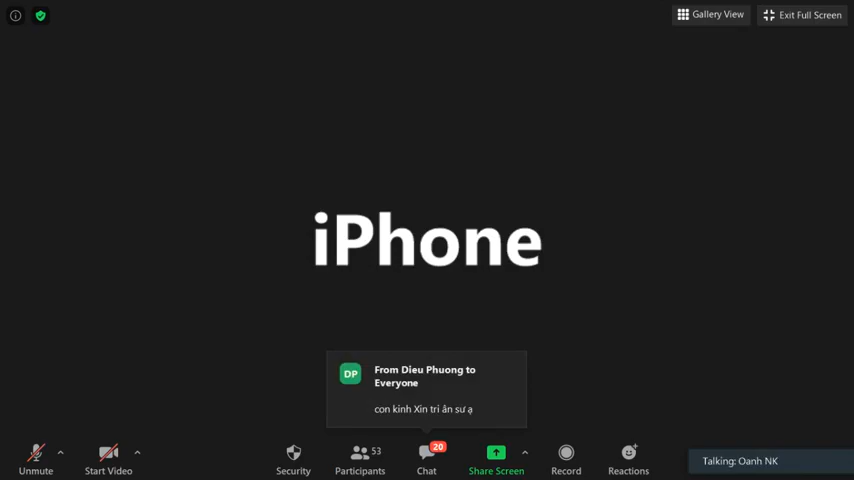 Gallery View
Exit Full Screen
iPhone
DP
From Dieu Phuong to
Everyone
con kinh Xin tri ân sư ạ
53
20
Unmute
Start Video
Security
Participants
Chat
Share Screen
Record
Reactions
Talking: Oanh NK